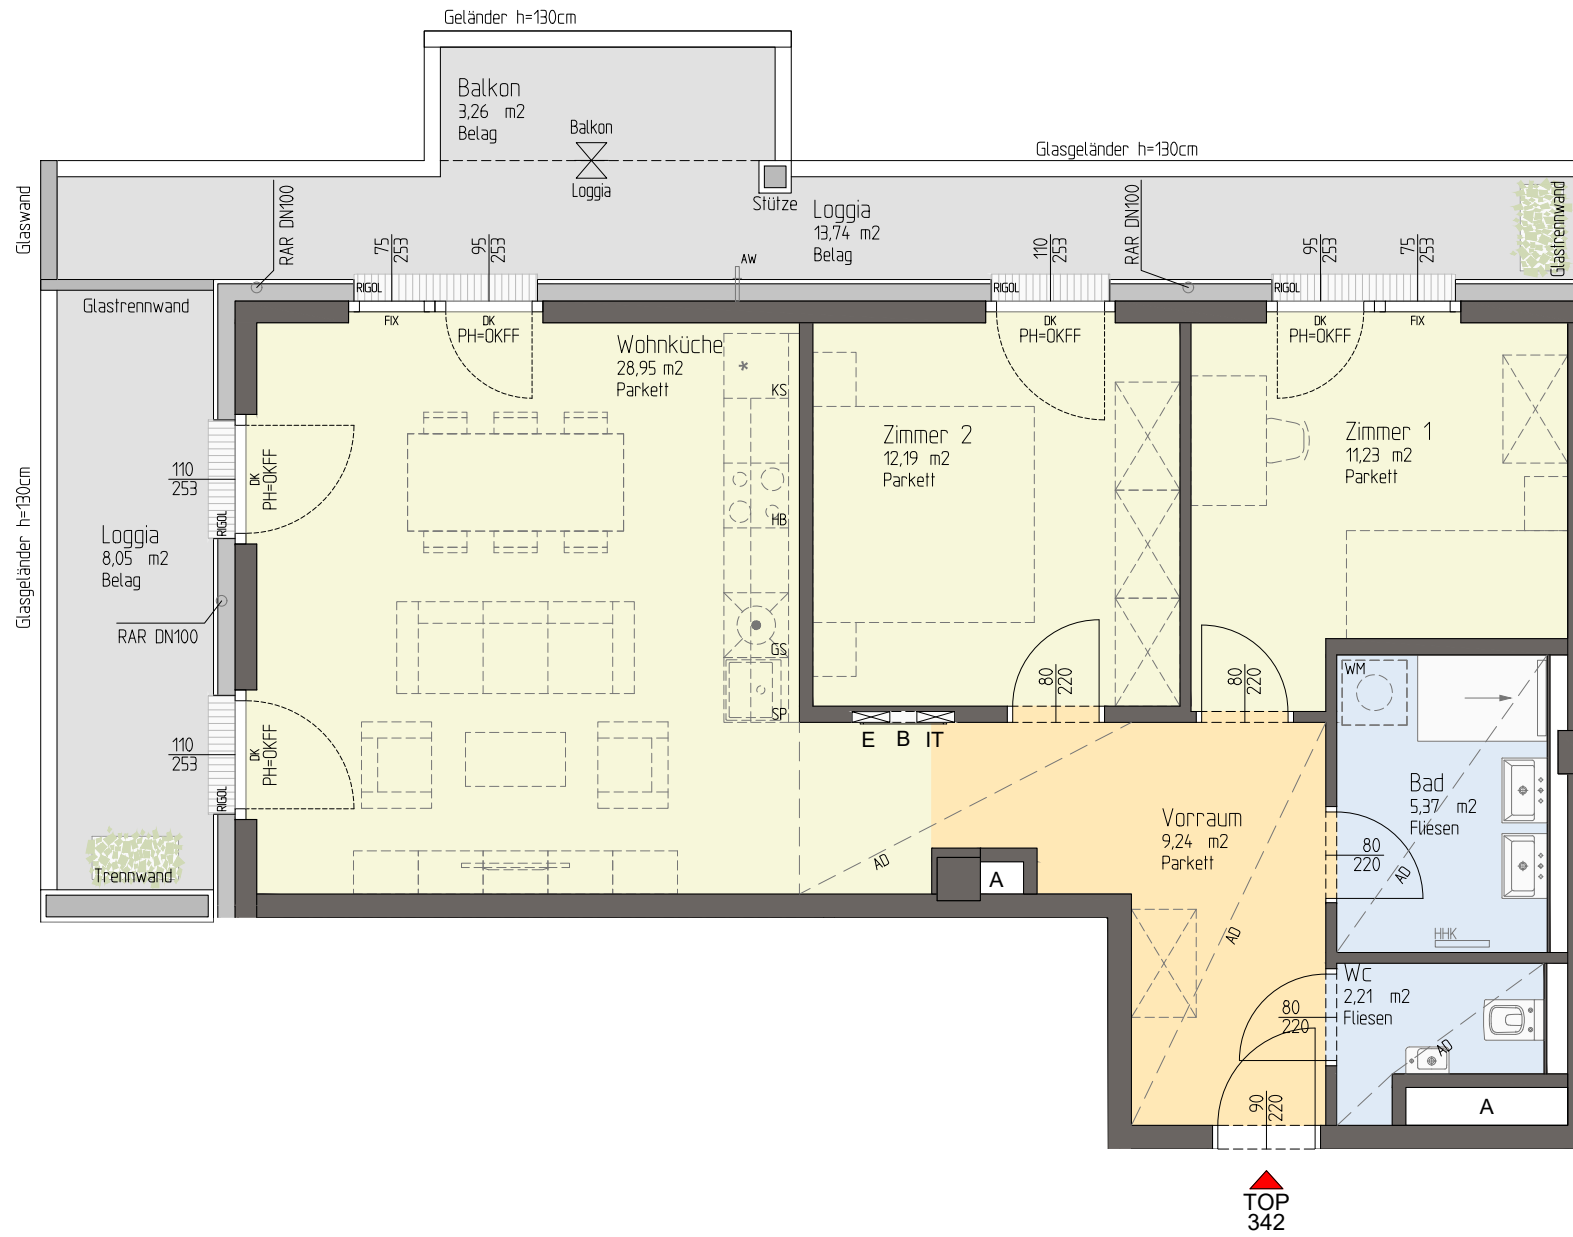 Geländer h=130cm
Balkon
3,26 m2
Belag
Balkon
Loggia
Glasgeländer h=130cm
Glaswand
RAR DN100
75
253
95
253
Stütze
Loggia
13,74 m2
Belag
110
253
RAR DN100
95
253
75
253
Glastrennwand
AW
RIGOL
RIGOL
RIGOL
Glastrennwand
FIX
DK
PH=OKFF
Wohnküche
28,95 m2
Parkett
KS
DK
PH=OKFF
DK
PH=OKFF
FIX
Zimmer 2
12,19 m2
Parkett
Zimmer 1
11,23 m2
Parkett
110
253
DK
PH=OKFF
RIGOL
HB
Glasgeländer h=130cm
Loggia
8,05 m2
Belag
RAR DN100
GS
SP
80
220
80
220
WM
E B IT
110
253
DK
PH=OKFF
RIGOL
Bad
5,37 m2
Fliesen
Vorraum
9,24 m2
Parkett
80
220
AD
AD
A
Trennwand
AD
HHK
Wc
2,21 m2
Fliesen
80
220
AD
90
220
A
TOP
342